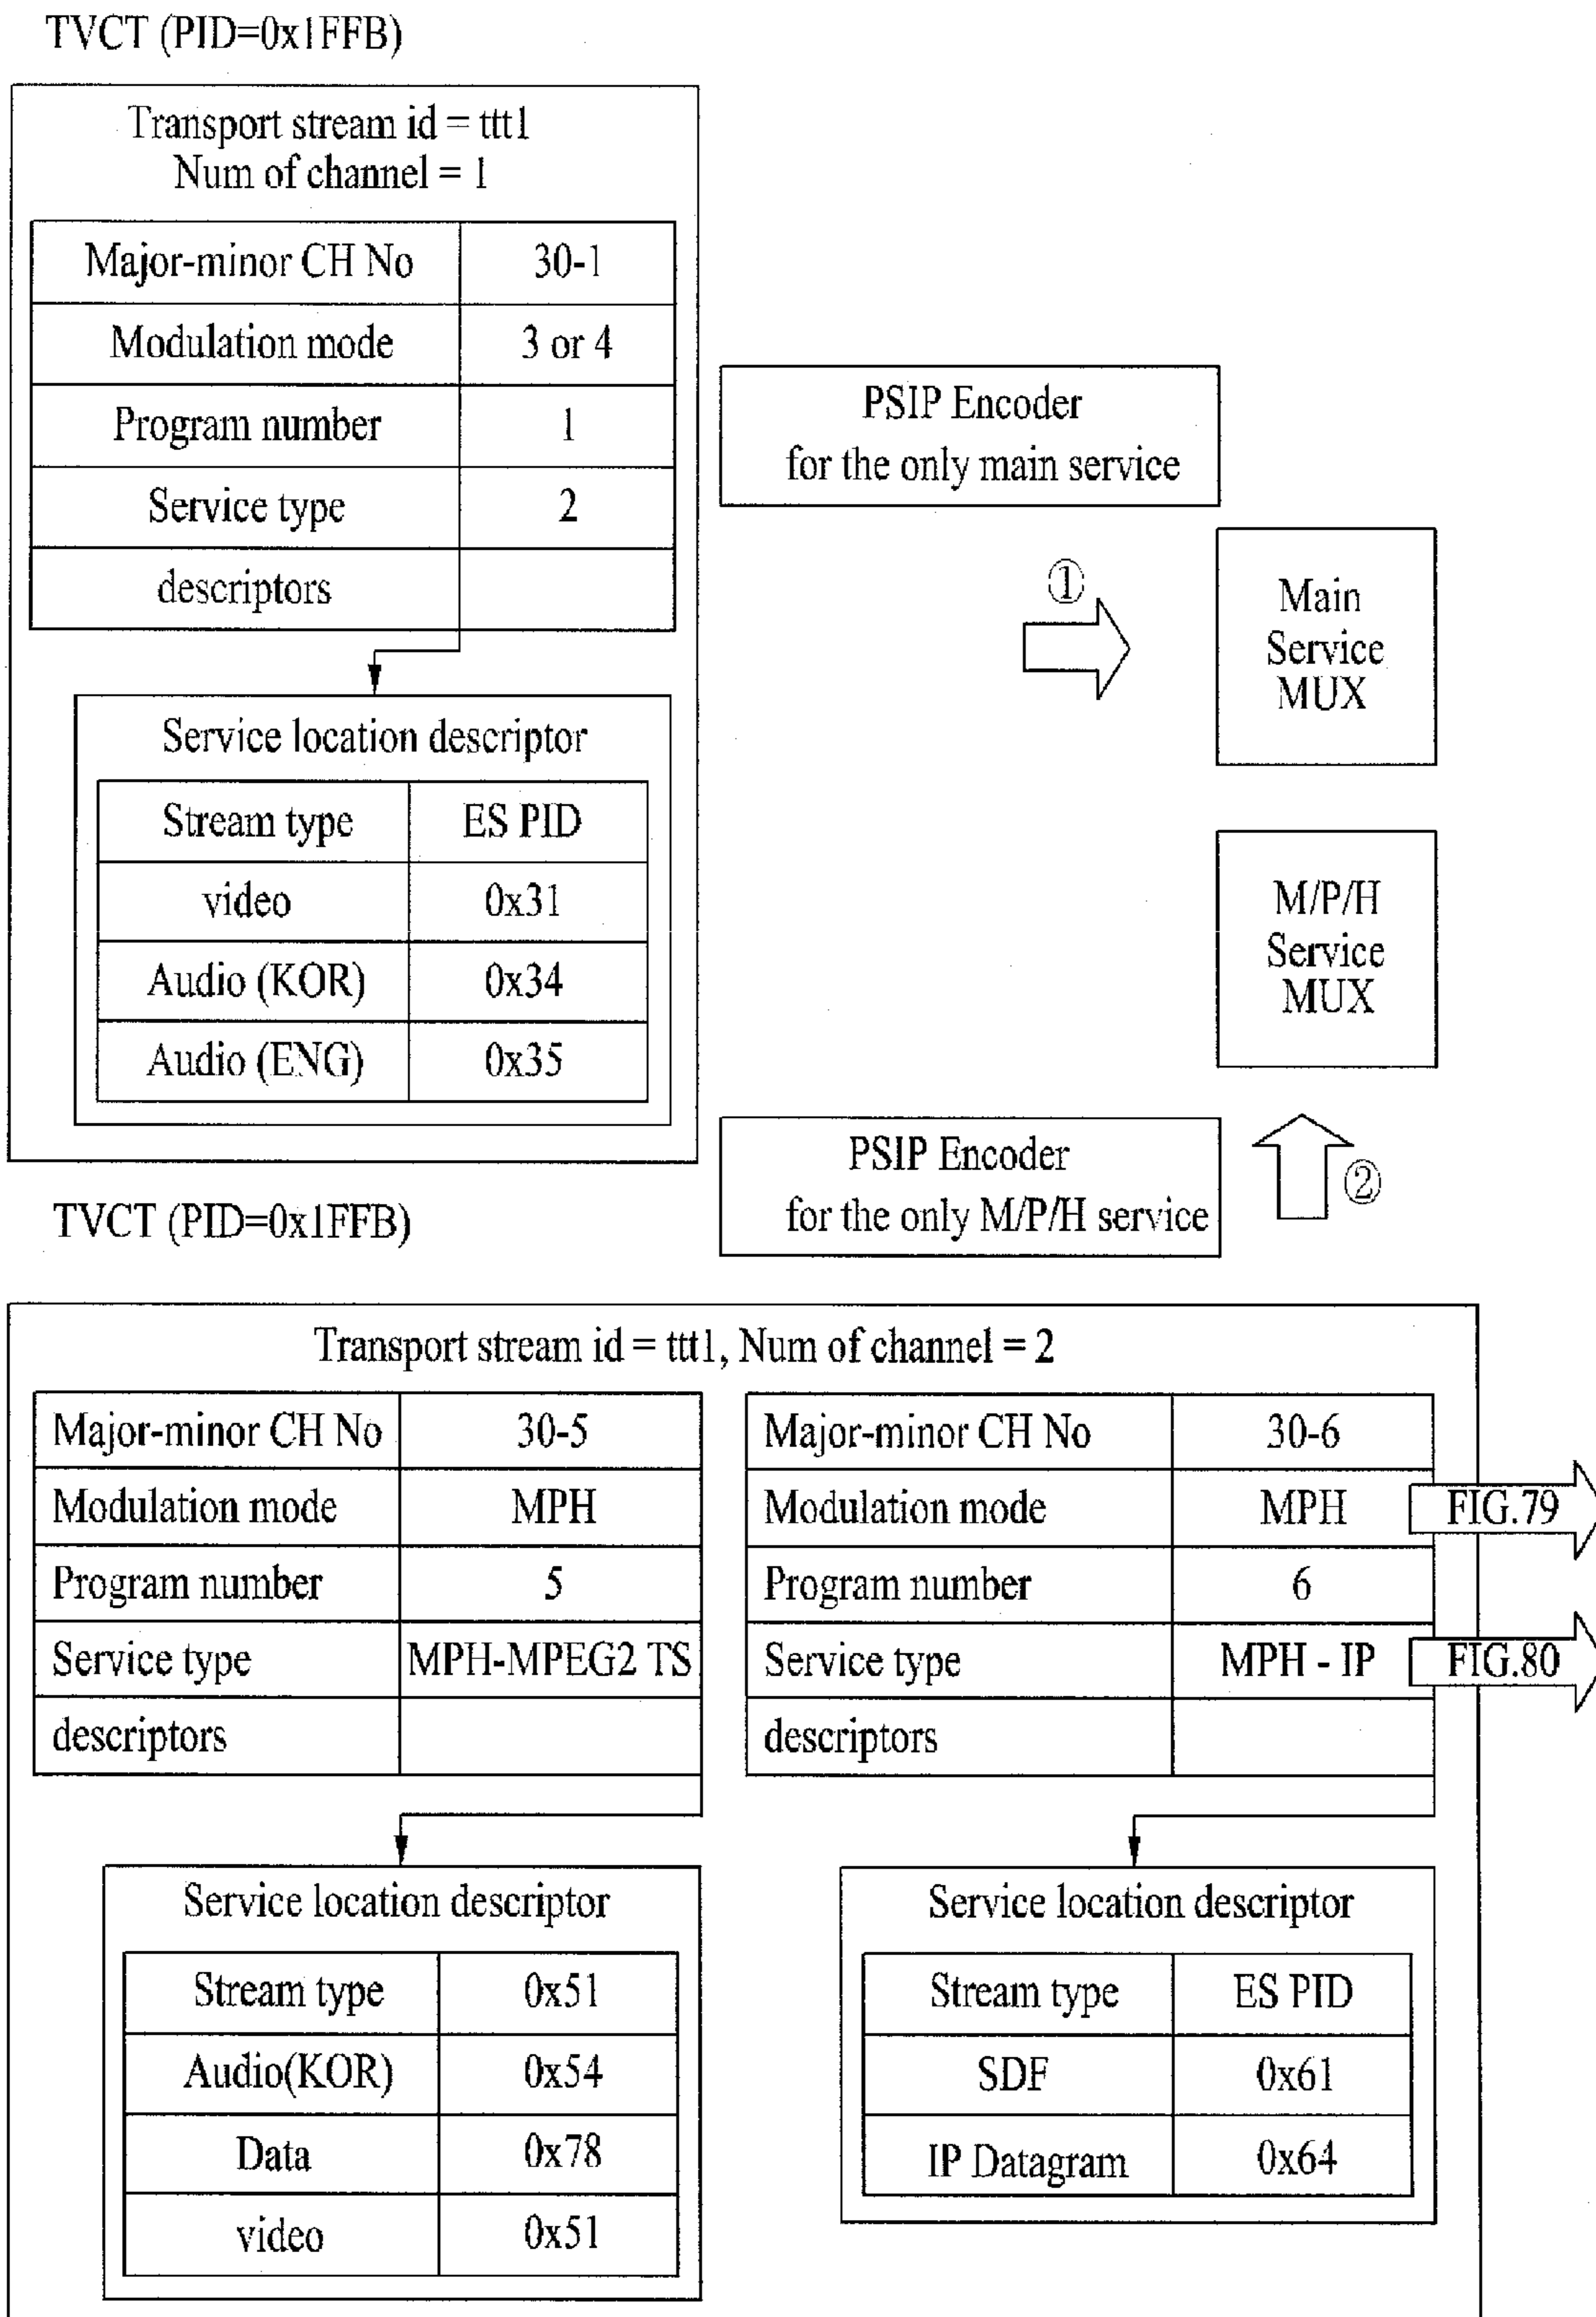 TVCT (PID=0x1FFB)
Transport stream id = ttt1
Num of channel = 1
Major-minor CH No 30-1
Modulation mode 3 or 4
Program number 1
Service type 2
descriptors
Service location descriptor
Stream type ES PID
video 0x31
Audio (KOR) 0x34
Audio (ENG) 0x35
PSIP Encoder
for the only main service
①
Main
Service
MUX
M/P/H
Service
MUX
PSIP Encoder
for the only M/P/H service
②
TVCT (PID=0x1FFB)
Transport stream id = ttt1, Num of channel = 2
Major-minor CH No 30-5
Modulation mode MPH
Program number 5
Service type MPH-MPEG2 TS
descriptors
Service location descriptor
Stream type 0x51
Audio(KOR) 0x54
Data 0x78
video 0x51
Major-minor CH No 30-6
Modulation mode MPH
Program number 6
Service type MPH - IP
descriptors
FIG.79
FIG.80
Service location descriptor
Stream type ES PID
SDF 0x61
IP Datagram 0x64